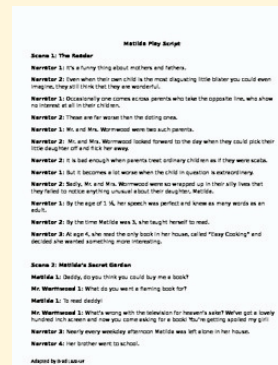 Matilda Play Script
Scene 1: The Reader
Narrator 1: It's a funny thing about mothers and fathers.
Narrator 2: Even when their own child is the most disgusting little blister you could ever
imagine, they still think that they are wonderful.
Narrator 1: Occasionally one comes across parents who take the opposite line, who show
no interest at all in their children.
Narrator 2: These are far worse than the doting ones.
Narrator 1: Mr. and Mrs. Wormwood were two such parents.
Narrator 2: Mr. and Mrs. Wormwood looked forward to the day when they could pick their
little daughter off and flick her away.
Narrator 2: It is bad enough when parents treat ordinary children as if they were scabs.
Narrator 1: But it becomes a lot worse when the child in question is extraordinary.
Narrator 2: Sadly, Mr. and Mrs. Wormwood were so wrapped up in their silly lives that
they failed to notice anything unusual about their daughter, Matilda.
Narrator 1: By the age of 1 ½, her speech was perfect and knew as many words as an
adult.
Narrator 2: By the time Matilda was 3, she taught herself to read.
Narrator 3: At age 4, she read the only book in her house, called "Easy Cooking" and
decided she wanted something more interesting.
Scene 2: Matilda's Secret Garden
Matilda 1: Daddy, do you think you could buy me a book?
Mr. Wormwood 1: What do you want a flaming book for?
Matilda 1: To read daddy!
Mr. Wormwood 1: What's wrong with the television for heaven's sake? We've got a lovely
hundred inch screen and now you come asking for a book! You're getting spoiled my girl!
Narrator 3: Nearly every weekday afternoon Matilda was left alone in her house.
Narrator 4: Her brother went to school.
Adapted by